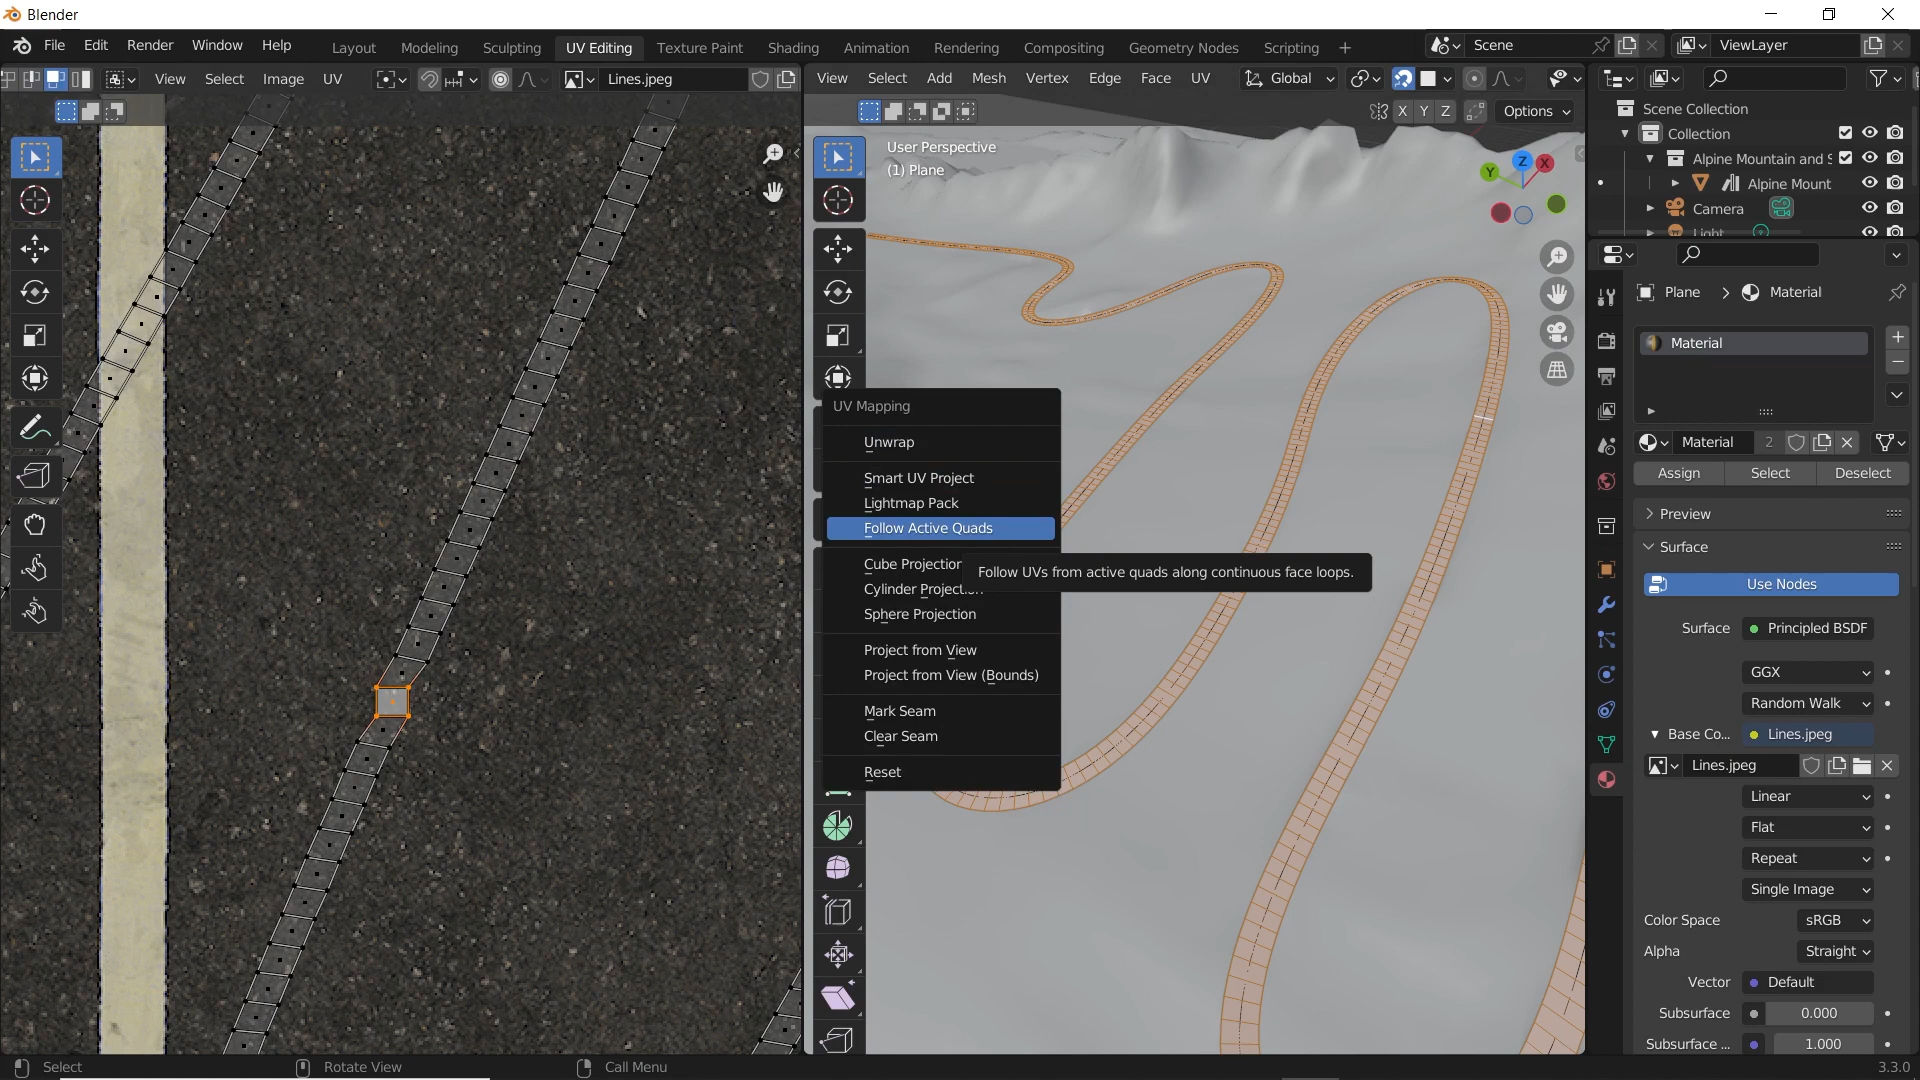 Blender
File Edit Render Window Help
Layout Modeling Sculpting UV Editing Texture Paint Shading Animation Rendering Compositing Geometry Nodes Scripting +
Scene
ViewLayer
View Select Image UV
Lines.jpeg
View Select Add Mesh Vertex Edge Face UV
Global
X Y Z
Options
User Perspective
(1) Plane
Z
X
Y
UV Mapping
Unwrap
Smart UV Project
Lightmap Pack
Follow Active Quads
Cube Projection
Follow UVs from active quads along continuous face loops.
Cylinder Projection
Sphere Projection
Project from View
Project from View (Bounds)
Mark Seam
Clear Seam
Reset
Scene Collection
Collection
Alpine Mountain and S
Alpine Mount
Camera
Light
Plane > Material
Material
Material 2
Assign Select Deselect
Preview
Surface
Use Nodes
Surface Principled BSDF
GGX
Random Walk
Base Co... Lines.jpeg
Lines.jpeg
Linear
Flat
Repeat
Single Image
Color Space sRGB
Alpha Straight
Vector Default
Subsurface 0.000
Subsurface ... 1.000
Select
Rotate View
Call Menu
3.3.0